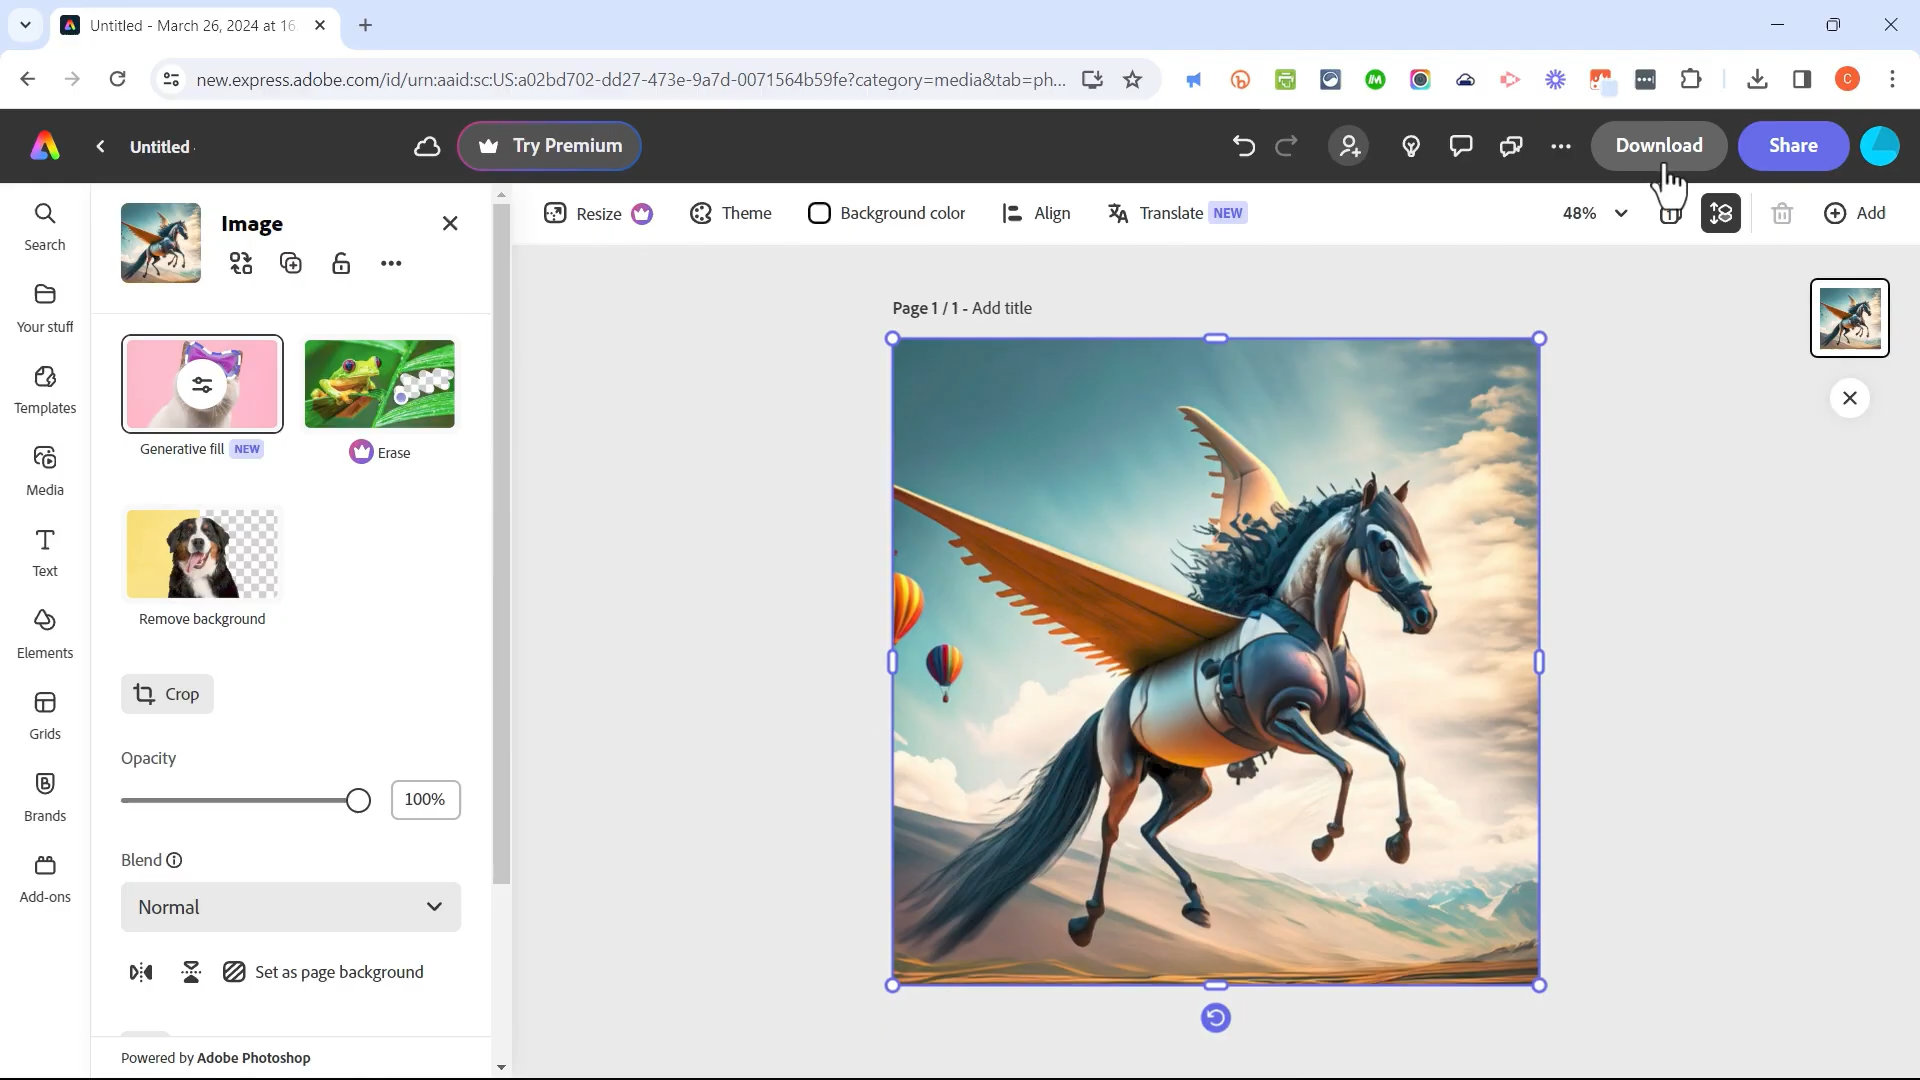 Untitled - March 26, 2024 at 16
new.express.adobe.com/id/urn:aaid:sc:US:a02bd702-dd27-473e-9a7d-0071564b59fe?category=media&tab=ph...
C
Untitled
Try Premium
Download
Share
Search
Your stuff
Templates
Media
Text
Elements
Grids
Brands
Add-ons
Image
Generative fill NEW
Erase
Remove background
Crop
Opacity
100%
Blend
Normal
Set as page background
Powered by Adobe Photoshop
Resize
Theme
Background color
Align
Translate NEW
48%
Add
Page 1 / 1 - Add title